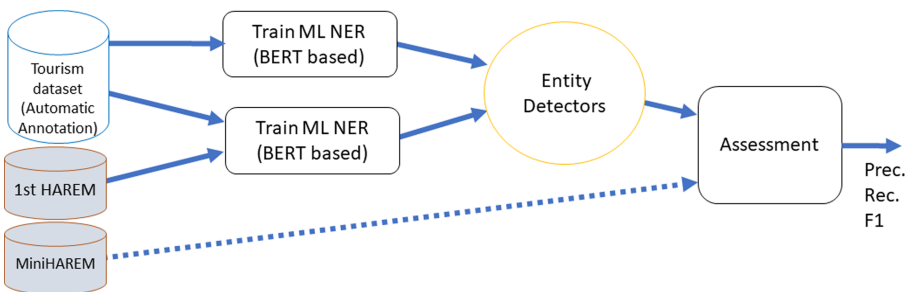 Tourism
dataset
(Automatic
Annotation)
1st HAREM
MiniHAREM
Train ML NER
(BERT based)
Train ML NER
(BERT based)
Entity
Detectors
Assessment
Prec.
Rec.
F1